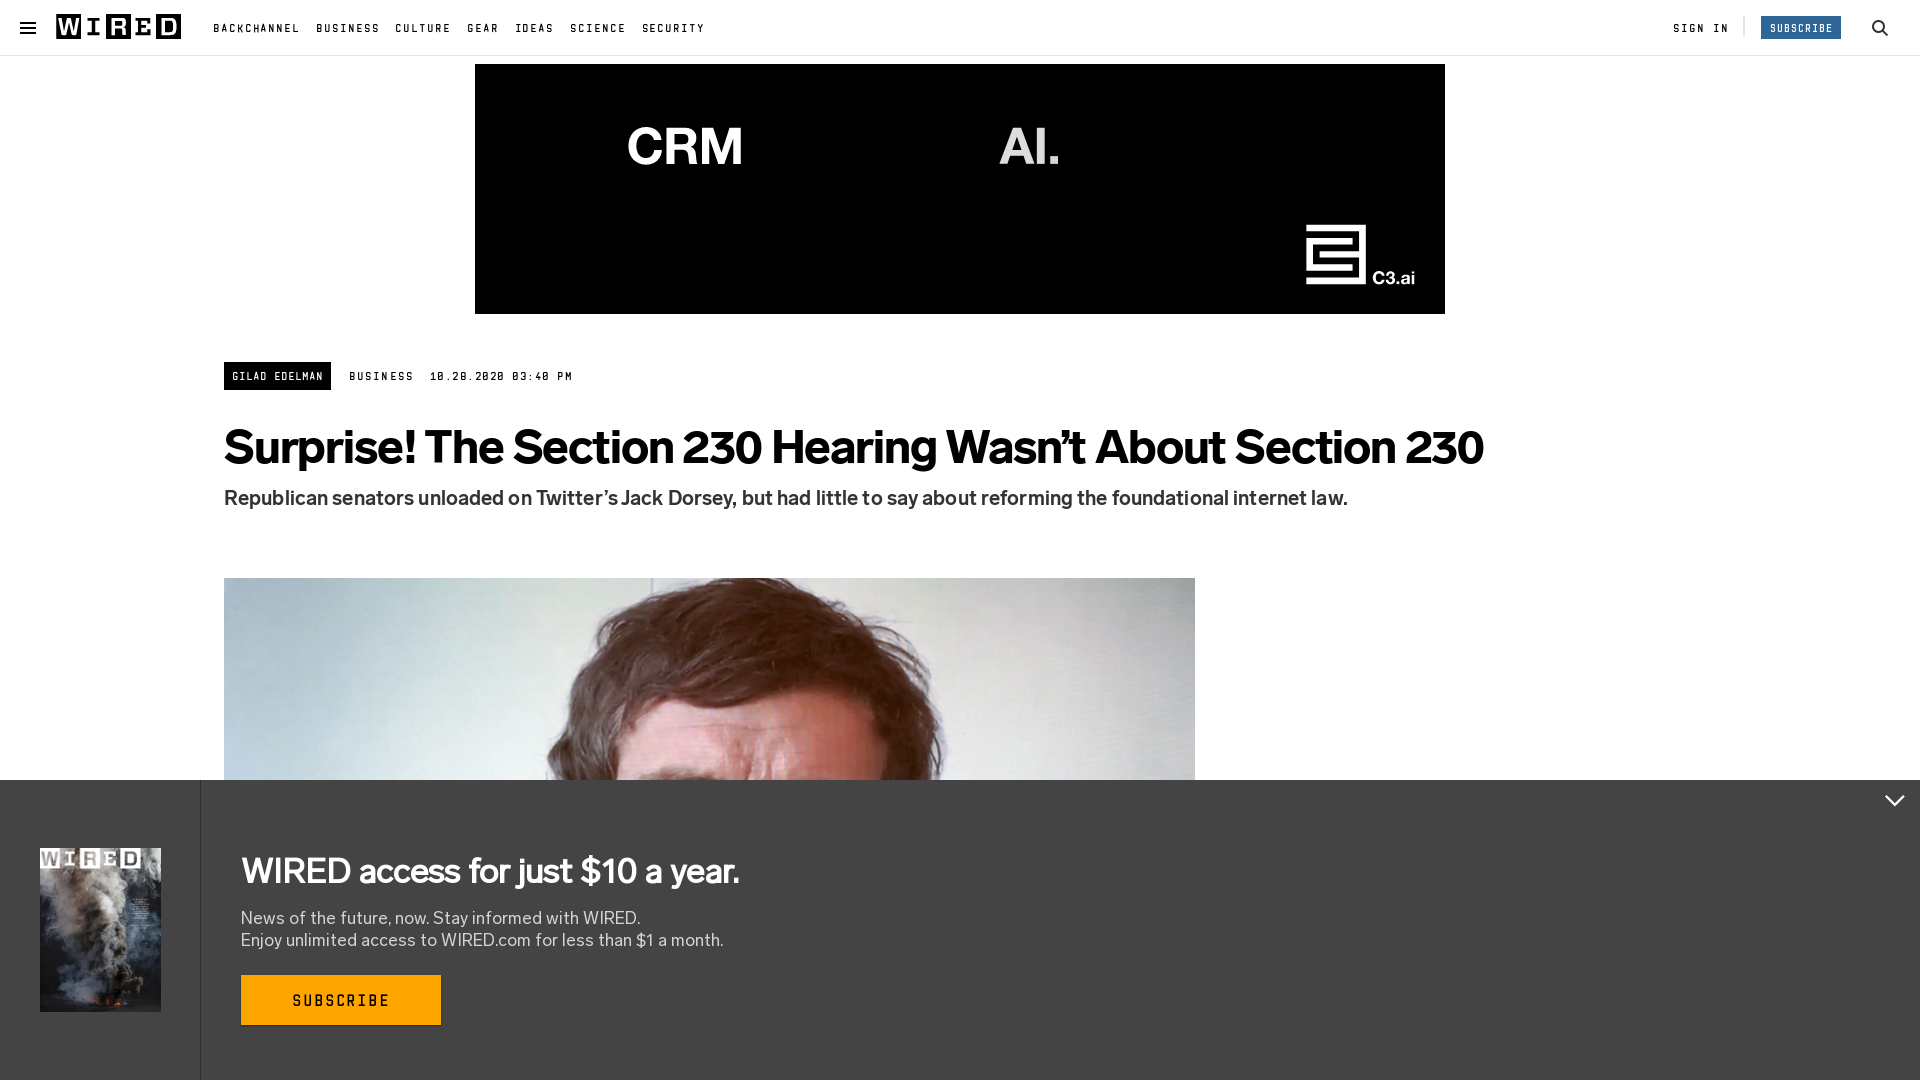 WIRED
BACKCHANNEL BUSINESS CULTURE GEAR IDEAS SCIENCE SECURITY
SIGN IN
SUBSCRIBE
CRM AI.
C3.ai
GILAD EDELMAN BUSINESS 10.28.2020 03:40 PM
Surprise! The Section 230 Hearing Wasn’t About Section 230
Republican senators unloaded on Twitter’s Jack Dorsey, but had little to say about reforming the foundational internet law.
WIRED
WIRED access for just $10 a year.
News of the future, now. Stay informed with WIRED.
Enjoy unlimited access to WIRED.com for less than $1 a month.
SUBSCRIBE